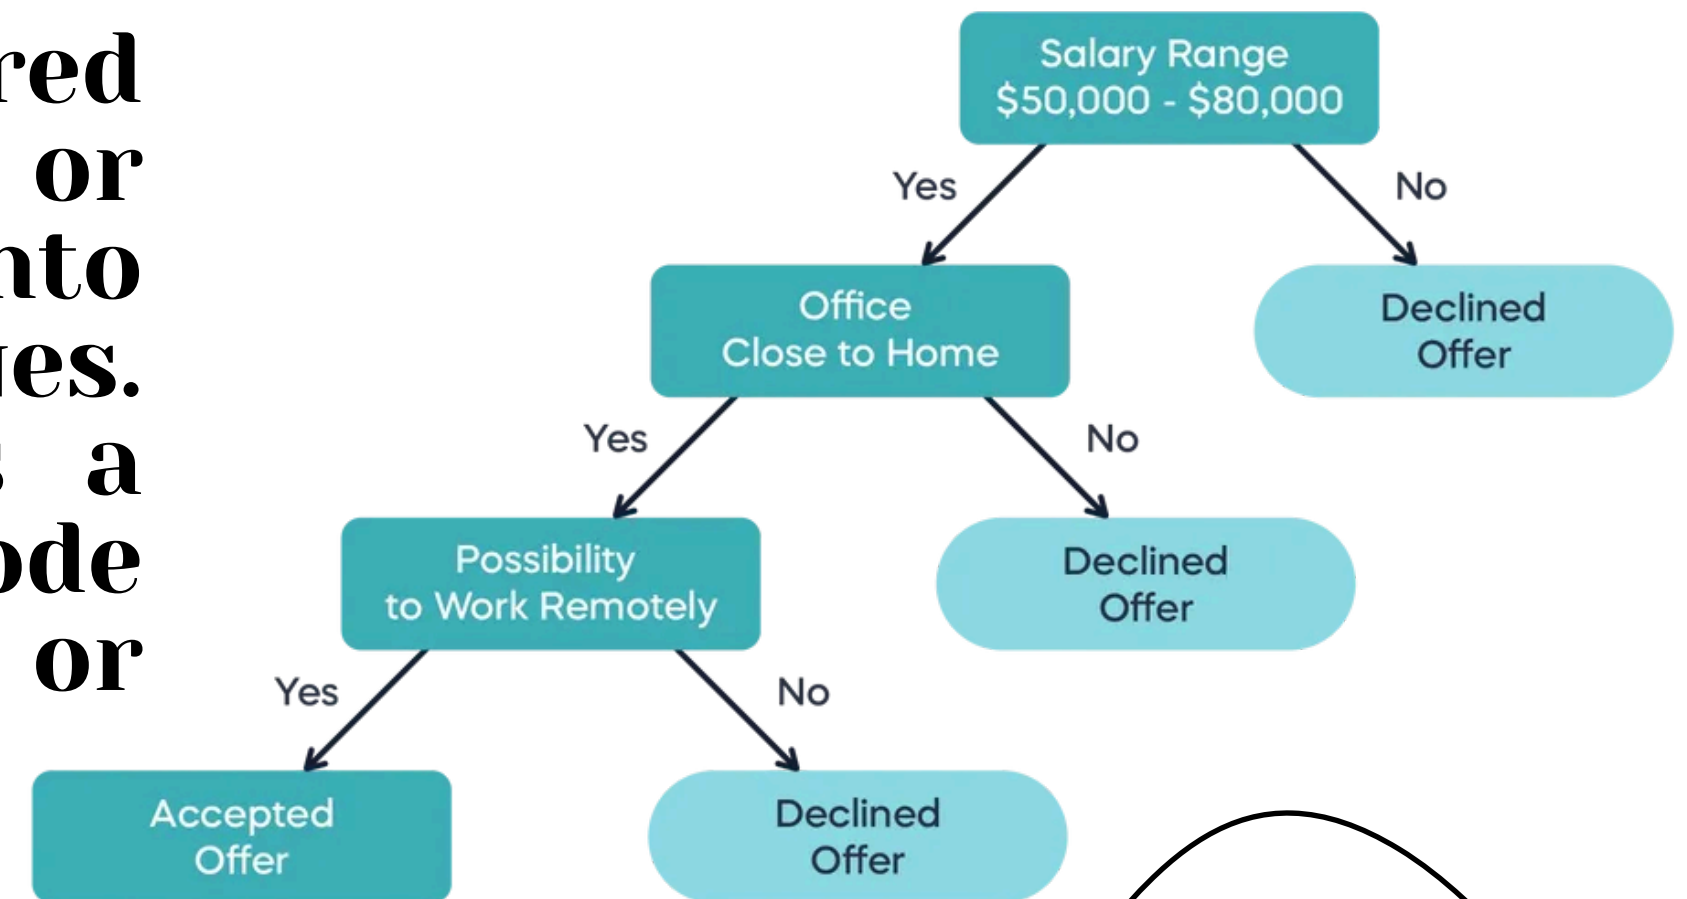 red
or
nto
es.
a
ode
or
Salary Range
$50,000 - $80,000
Yes
No
Office
Close to Home
Declined
Offer
Yes
No
Possibility
to Work Remotely
Declined
Offer
Yes
No
Accepted
Offer
Declined
Offer